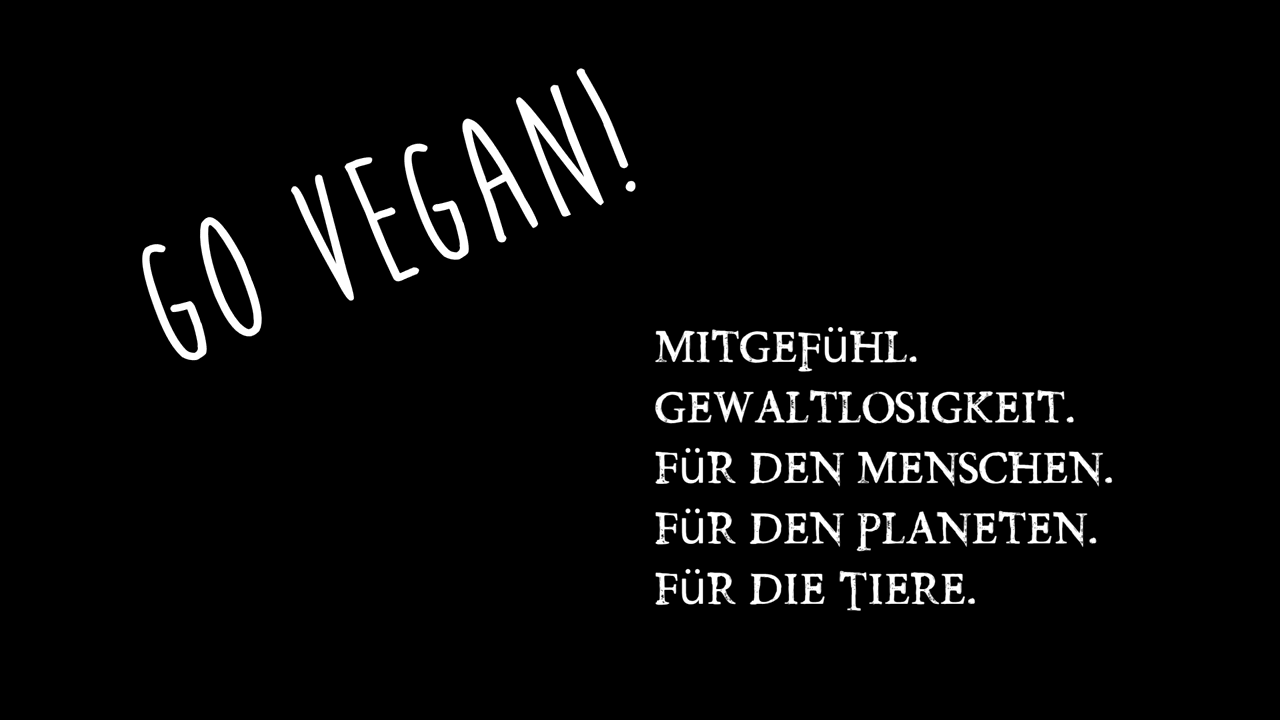 GO VEGAN!
MITGEFÜHL.
GEWALTLOSIGKEIT.
FÜR DEN MENSCHEN.
FÜR DEN PLANETEN.
FÜR DIE TIERE.